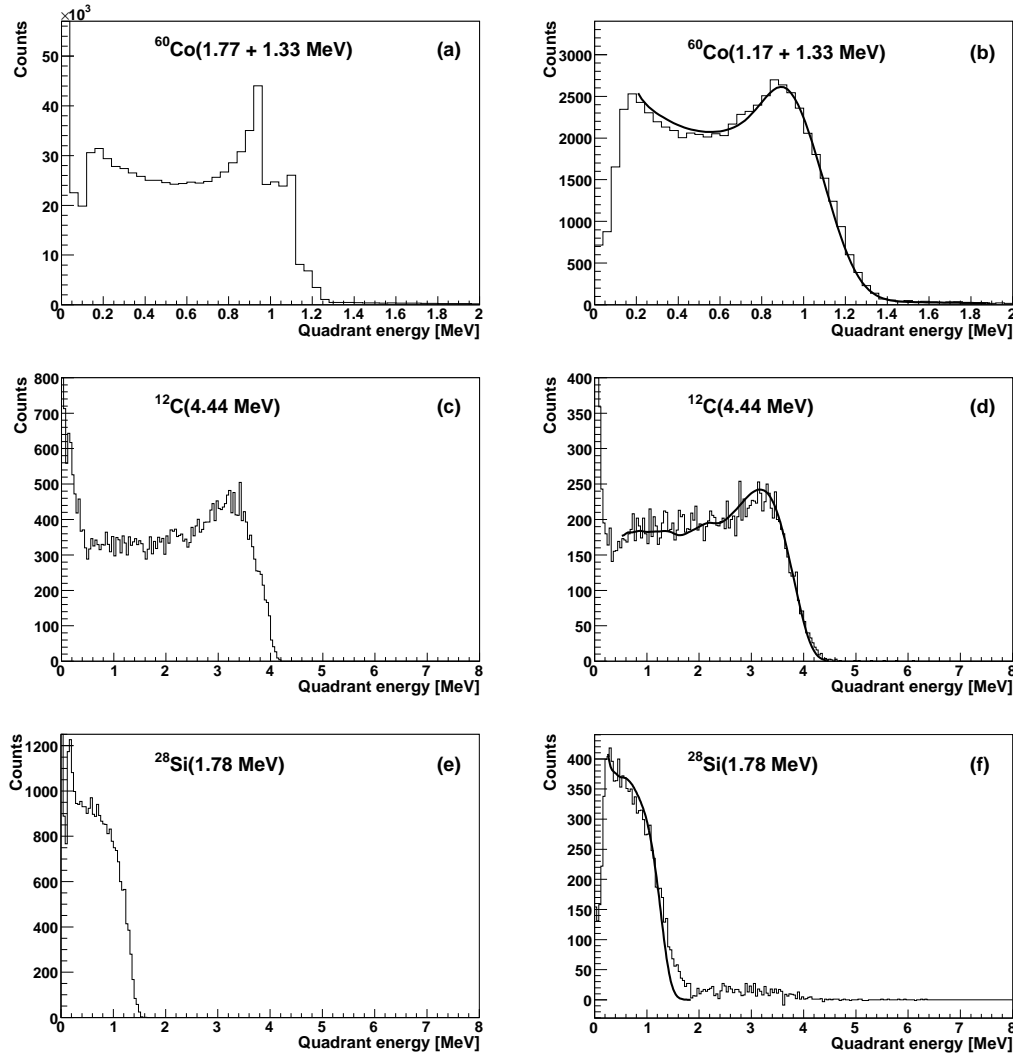 ×10³
⁶⁰Co(1.77 + 1.33 MeV)
(a)
Counts
50
40
30
20
10
0
0 0.2 0.4 0.6 0.8 1 1.2 1.4 1.6 1.8 2
Quadrant energy [MeV]
⁶⁰Co(1.17 + 1.33 MeV)
(b)
Counts
3000
2500
2000
1500
1000
500
0
0 0.2 0.4 0.6 0.8 1 1.2 1.4 1.6 1.8 2
Quadrant energy [MeV]
¹²C(4.44 MeV)
(c)
Counts
800
700
600
500
400
300
200
100
0
0 1 2 3 4 5 6 7 8
Quadrant energy [MeV]
¹²C(4.44 MeV)
(d)
Counts
400
350
300
250
200
150
100
50
0
0 1 2 3 4 5 6 7 8
Quadrant energy [MeV]
²⁸Si(1.78 MeV)
(e)
Counts
1200
1000
800
600
400
200
0
0 1 2 3 4 5 6 7 8
Quadrant energy [MeV]
²⁸Si(1.78 MeV)
(f)
Counts
400
350
300
250
200
150
100
50
0
0 1 2 3 4 5 6 7 8
Quadrant energy [MeV]